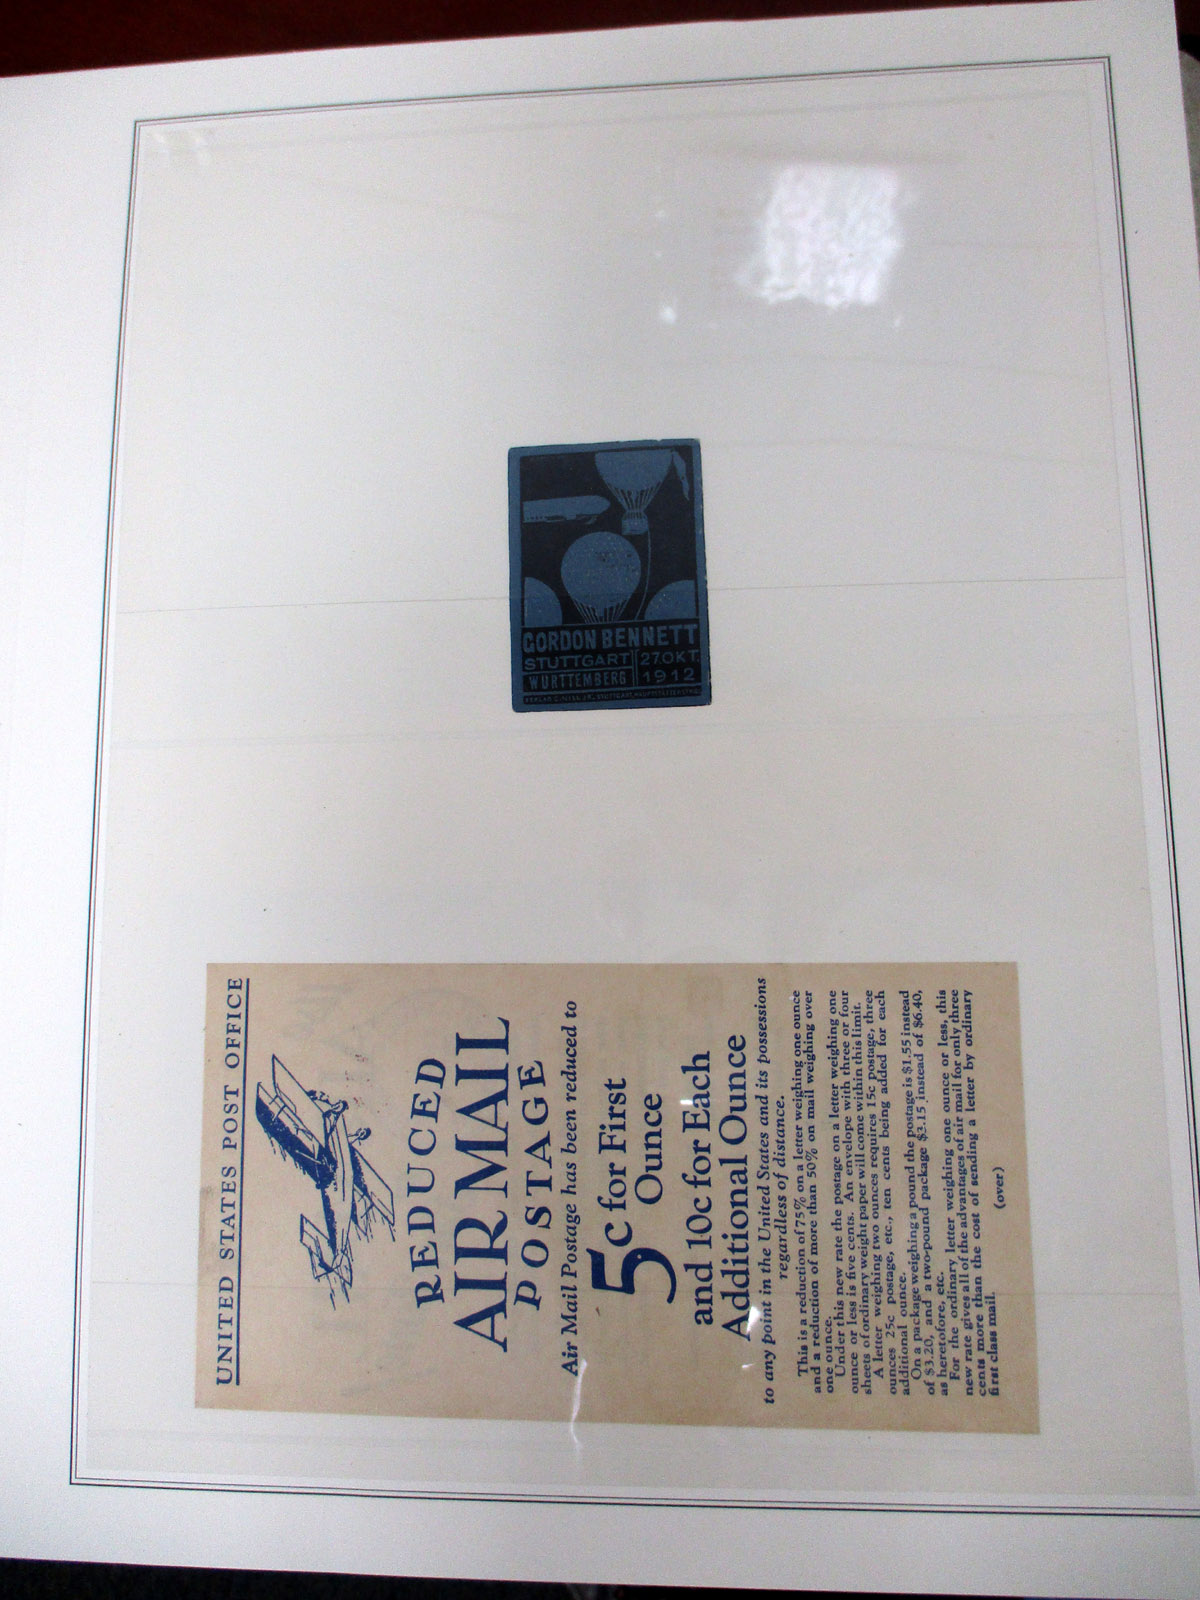 GORDON BENNETT
STUTTGART 27.OKT.
WÜRTTEMBERG 1912
UNITED STATES POST OFFICE
REDUCED
AIR MAIL
POSTAGE
Air Mail Postage has been reduced to
5c for First
Ounce
and 10c for Each
Additional Ounce
to any point in the United States and its possessions
regardless of distance.
This is a reduction of 75% on a letter weighing one ounce
and a reduction of more than 50% on mail weighing over
one ounce.
Under this new rate the postage on a letter weighing one
ounce or less is five cents. An envelope with three or four
sheets of ordinary weight paper will come within this limit.
A letter weighing two ounces requires 15c postage, three
ounces 25c postage, etc., ten cents being added for each
additional ounce.
On a package weighing a pound the postage is $1.55 instead
of $3.20, and a two-pound package $3.15 instead of $6.40,
as heretofore, etc.
For the ordinary letter weighing one ounce or less, this
new rate gives all of the advantages of air mail for only three
cents more than the cost of sending a letter by ordinary
first class mail.
(over)